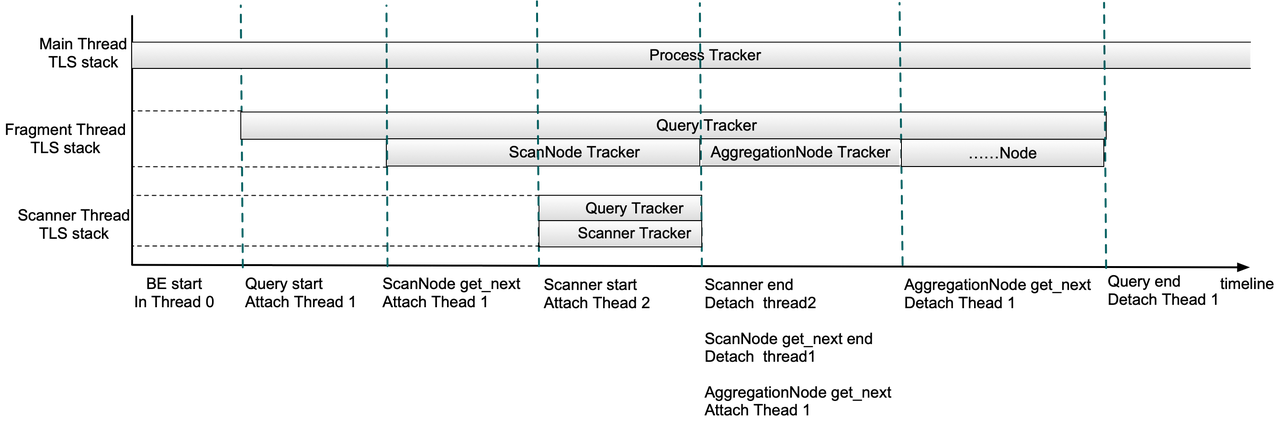 Main Thread
TLS stack
Process Tracker
Fragment Thread
TLS stack
Query Tracker
ScanNode Tracker
AggregationNode Tracker
......Node
Scanner Thread
TLS stack
Query Tracker
Scanner Tracker
BE start
In Thread 0
Query start
Attach Thread 1
ScanNode get_next
Attach Thead 1
Scanner start
Attach Thead 2
Scanner end
Detach thread2
ScanNode get_next end
Detach thread1
AggregationNode get_next
Attach Thead 1
AggregationNode get_next
Detach Thead 1
Query end
Detach Thead 1
timeline